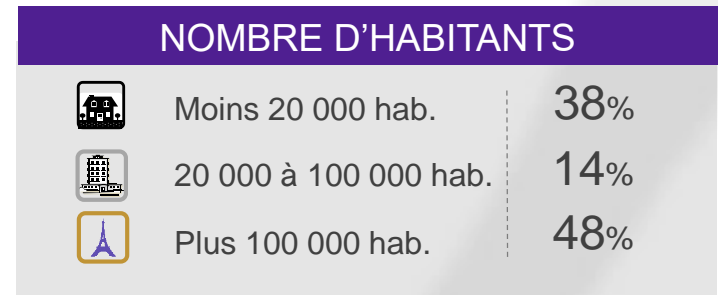 NOMBRE D'HABITANTS
Moins 20 000 hab. 38%
20 000 à 100 000 hab. 14%
Plus 100 000 hab. 48%